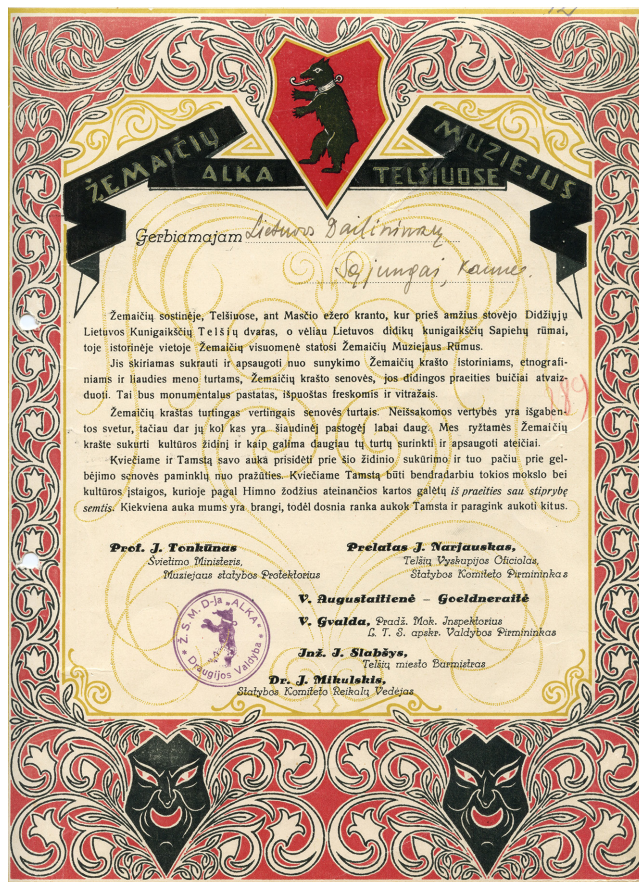 ŽEMAIČIŲ
ALKA
MUZIEJUS
TELŠIUOSE
Gerbiamajam Lietuvos Dailininkų
Sąjungai, Kaune.
Žemaičių sostinėje, Telšiuose, ant Masčio ežero kranto, kur prieš amžius stovėjo Didžiųjų
Lietuvos Kunigaikščių Telšių dvaras, o vėliau Lietuvos didikų kunigaikščių Sapiehų rūmai,
toje istorinėje vietoje Žemaičių visuomenė statosi Žemaičių Muziejaus Rūmus.
Jis skiriamas sukrauti ir apsaugoti nuo sunykimo Žemaičių krašto istoriniams, etnografi-
niams ir liaudies meno turtams, Žemaičių krašto senovės, jos didingos praeities buičiai atvaiz-
duoti. Tai bus monumentalus pastatas, išpuoštas freskomis ir vitražais.
Žemaičių kraštas turtingas vertingais senovės turtais. Neišsakomos vertybės yra išgaben-
tos svetur, tačiau dar jų kol kas yra šiaudinėj pastogėj labai daug. Mes ryžtamės Žemaičių
krašte sukurti kultūros židinį ir kaip galima daugiau tų turtų surinkti ir apsaugoti ateičiai.
Kviečiame ir Tamstą savo auka prisidėti prie šio židinio sukūrimo ir tuo pačiu prie gel-
bėjimo senovės paminklų nuo pražūties. Kviečiame Tamstą būti bendradarbiu tokios mokslo bei
kultūros įstaigos, kurioje pagal Himno žodžius ateinančios kartos galėtų iš praeities sau stiprybę
semtis. Kiekviena auka mums yra brangi, todėl dosnia ranka aukok Tamsta ir paragink aukoti kitus.
189
Prof. J. Tonkūnas
Švietimo Ministeris,
Muziejaus statybos Protektorius
Prelatas J. Narjauskas,
Telšių Vyskupijos Oficiolas,
Statybos Komiteto Pirmininkas
V. Augustaitienė – Goeldneraitė
V. Gvalda, Pradž. Mok. Inspektorius
L. T. S. apskr. Valdybos Pirmininkas
Inž. J. Slabšys,
Telšių miesto Burmistras
Dr. J. Mikulskis,
Statybos Komiteto Reikalų Vedėjas
Ž. S. M. D-ja „ALKA"
Draugijos Valdyba